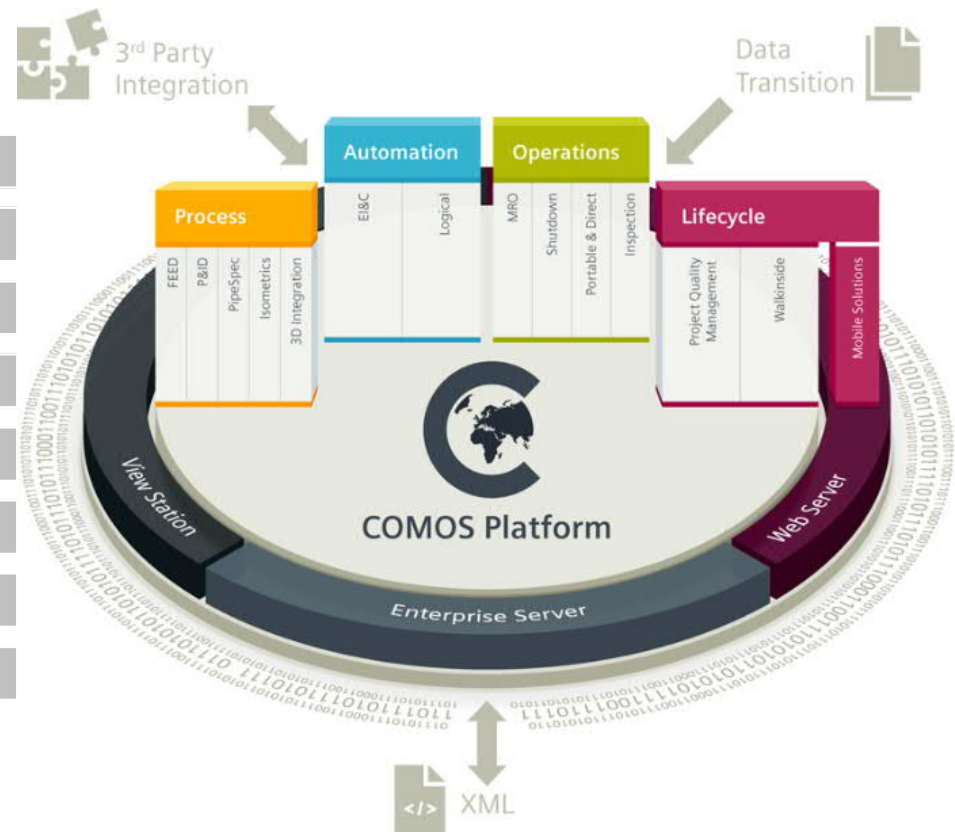 3rd Party
Integration
Data
Transition
Automation
Operations
Process
Lifecycle
FEED
P&ID
PipeSpec
Isometrics
3D Integration
EI&C
Logical
MRO
Shutdown
Portable & Direct
Inspection
Project Quality
Management
Walkinside
Mobile Solutions
COMOS Platform
View Station
Enterprise Server
Web Server
</>
XML